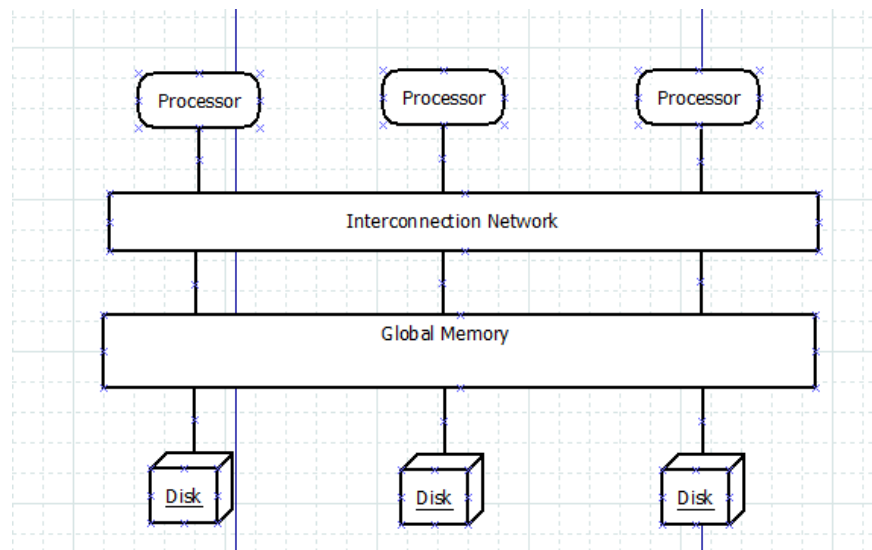 Processor
Processor
Processor
Interconnection Network
Global Memory
Disk
Disk
Disk